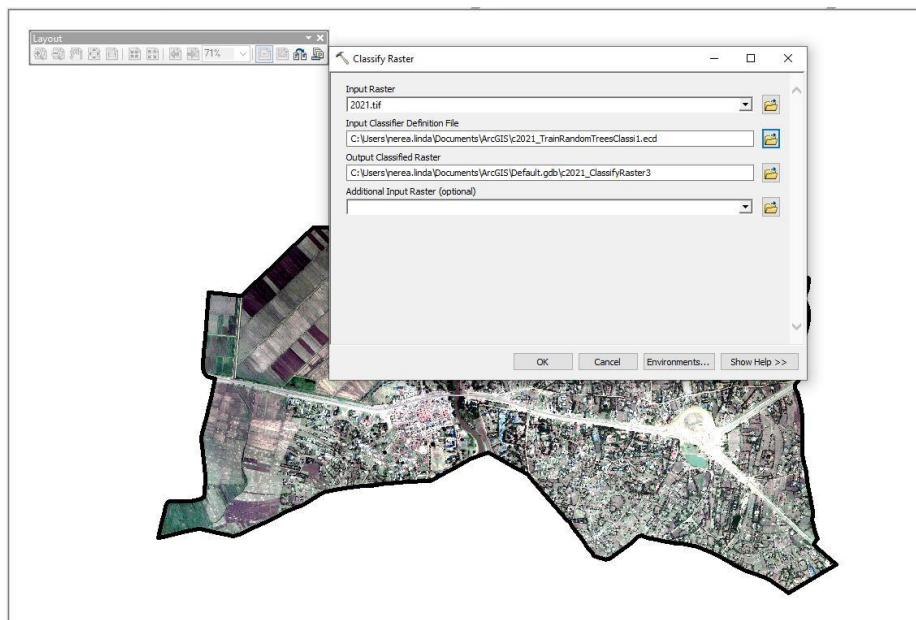 Layout
71%
Classify Raster
Input Raster
2021.tif
Input Classifier Definition File
C:\Users\nerea.linda\Documents\ArcGIS\c2021_TrainRandomTreesClassi1.ecd
Output Classified Raster
C:\Users\nerea.linda\Documents\ArcGIS\Default.gdb\c2021_ClassifyRaster3
Additional Input Raster (optional)
OK Cancel Environments... Show Help >>